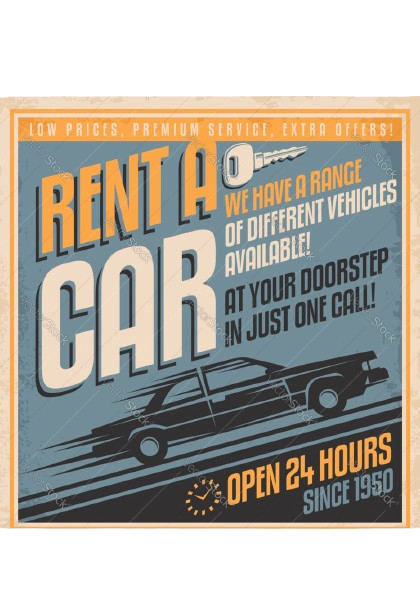 LOW PRICES, PREMIUM SERVICE, EXTRA OFFERS!
RENT A
CAR
WE HAVE A RANGE
OF DIFFERENT VEHICLES
AVAILABLE!
AT YOUR DOORSTEP
IN JUST ONE CALL!
OPEN 24 HOURS
SINCE 1950